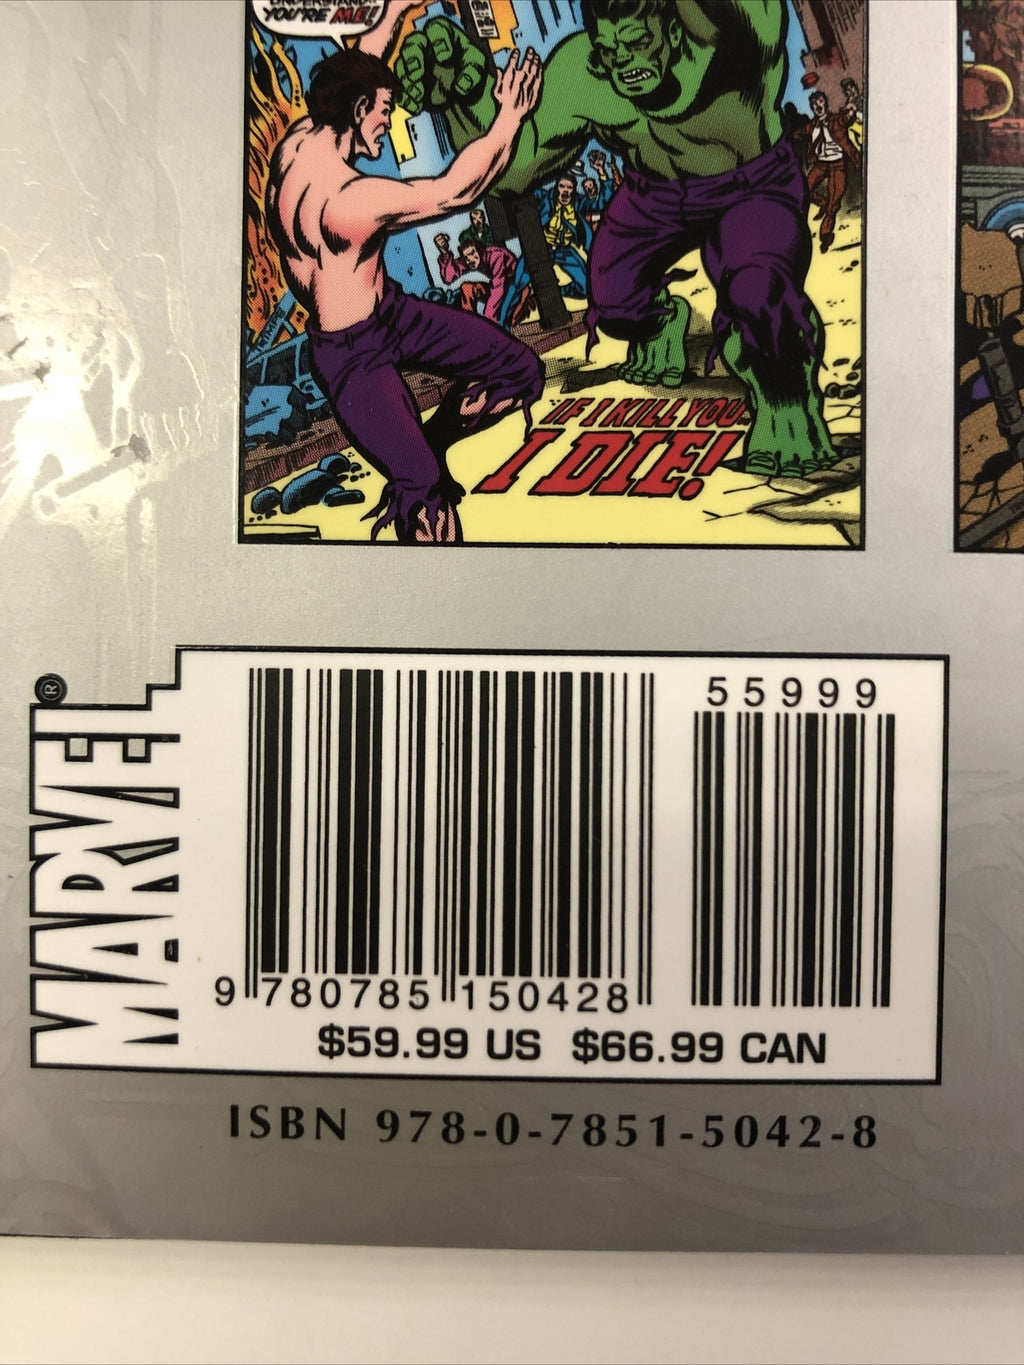 UNDERSTAND..
YOU'RE ME!
IF I KILL YOU..
I DIE!
MARVEL®
55999
9 780785 150428
$59.99 US $66.99 CAN
ISBN 978-0-7851-5042-8